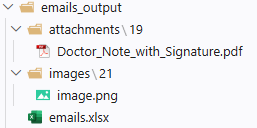 emails_output
attachments\19
Doctor_Note_with_Signature.pdf
images\21
image.png
emails.xlsx